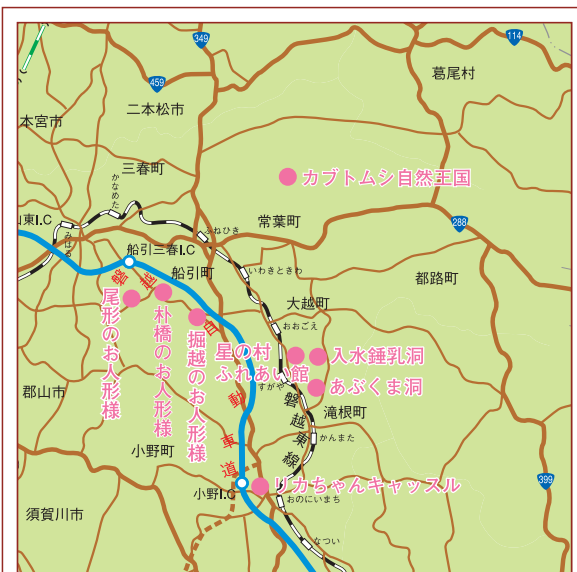 349
114
459
葛尾村
二本松市
本宮市
三春町
かなめた
カブトムシ自然王国
山東I.C
みはる
ふねひき
常葉町
288
船引三春I.C
船引町
いわきときわ
都路町
磐越自動車道
尾形のお人形様
朴橋のお人形様
堀越のお人形様
大越町
おおごえ
星の村
ふれあい館
入水鍾乳洞
すがや
あぶくま洞
郡山市
磐越東線
滝根町
かんまた
小野町
399
小野I.C
リカちゃんキャッスル
おのにいまち
須賀川市
なつい